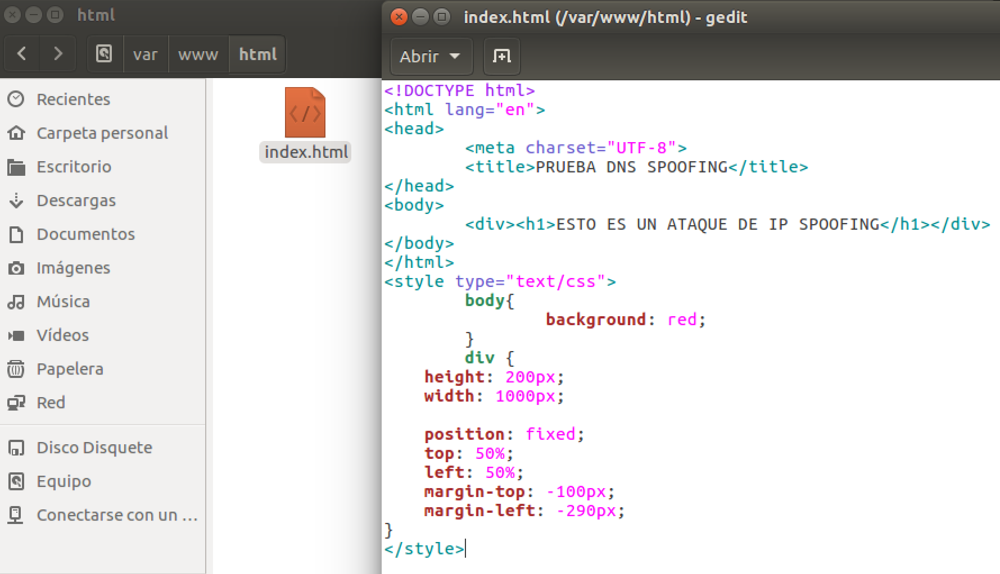 html
var
www
html
Recientes
Carpeta personal
Escritorio
Descargas
Documentos
Imágenes
Música
Vídeos
Papelera
Red
Disco Disquete
Equipo
Conectarse con un ...
</>
index.html
index.html (/var/www/html) - gedit
Abrir
<!DOCTYPE html>
<html lang="en">
<head>
        <meta charset="UTF-8">
        <title>PRUEBA DNS SPOOFING</title>
</head>
<body>
        <div><h1>ESTO ES UN ATAQUE DE IP SPOOFING</h1></div>
</body>
</html>
<style type="text/css">
        body{
                background: red;
        }
        div {
    height: 200px;
    width: 1000px;

    position: fixed;
    top: 50%;
    left: 50%;
    margin-top: -100px;
    margin-left: -290px;
}
</style>